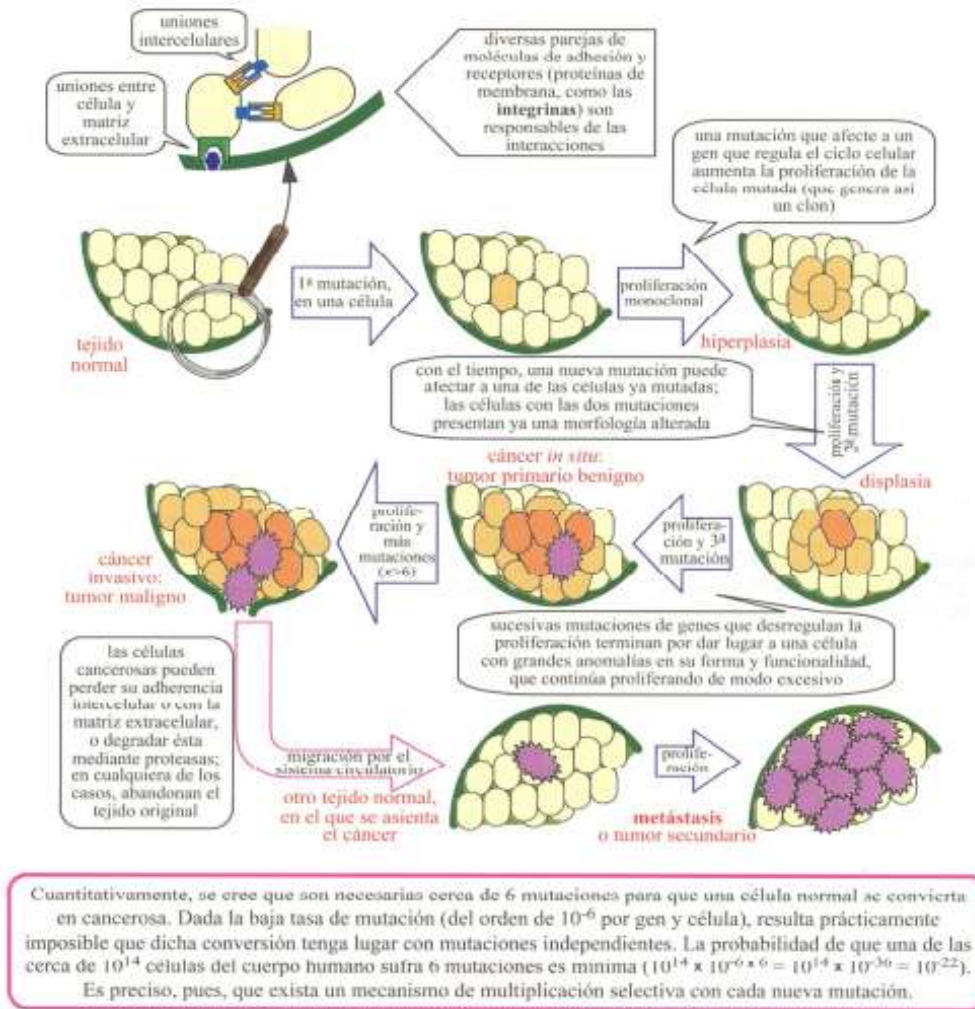 uniones
intercelulares
uniones entre
célula y
matriz
extracelular
diversas parejas de
moléculas de adhesión y
receptores (proteínas de
membrana, como las
integrinas) son
responsables de las
interacciones
una mutación que afecte a un
gen que regula el ciclo celular
aumenta la proliferación de la
célula mutada (que genera así
un clon)
tejido
normal
1ª mutación,
en una célula
proliferación
monoclonal
hiperplasia
con el tiempo, una nueva mutación puede
afectar a una de las células ya mutadas;
las células con las dos mutaciones
presentan ya una morfología alterada
proliferación y
2ª mutación
displasia
cáncer in situ:
tumor primario benigno
prolifera-
ción y 3ª
mutación
prolife-
ración y
más
mutaciones
cáncer
invasivo:
tumor maligno
sucesivas mutaciones de genes que desrregulan la
proliferación terminan por dar lugar a una célula
con grandes anomalías en su forma y funcionalidad,
que continúa proliferando de modo excesivo
las células
cancerosas pueden
perder su adherencia
intercelular o con la
matriz extracelular,
o degradar ésta
mediante proteasas;
en cualquiera de los
casos, abandonan el
tejido original
migración por el
sistema circulatorio
otro tejido normal,
en el que se asienta
el cáncer
prolife-
ración
metástasis
o tumor secundario
Cuantitativamente, se cree que son necesarias cerca de 6 mutaciones para que una célula normal se convierta
en cancerosa. Dada la baja tasa de mutación (del orden de 10⁻⁶ por gen y célula), resulta prácticamente
imposible que dicha conversión tenga lugar con mutaciones independientes. La probabilidad de que una de las
cerca de 10¹⁴ células del cuerpo humano sufra 6 mutaciones es mínima (10¹⁴ x 10⁻⁶ ˣ ⁶ = 10¹⁴ x 10⁻³⁶ = 10⁻²²).
Es preciso, pues, que exista un mecanismo de multiplicación selectiva con cada nueva mutación.